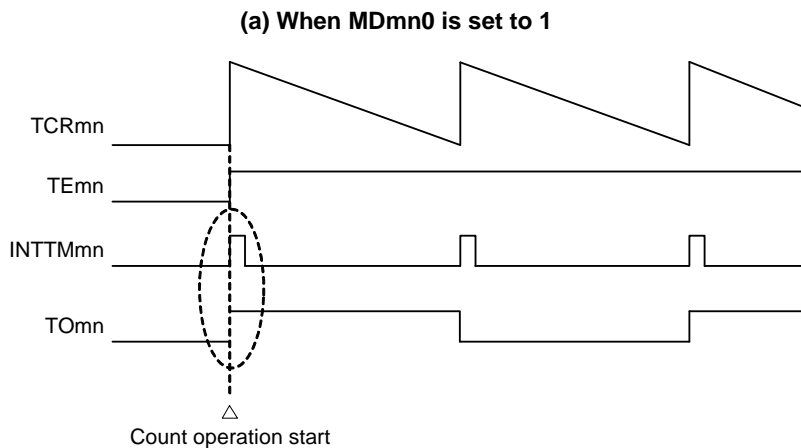 (a) When MDmn0 is set to 1
TCRmn
TEmn
INTTMmn
TOmn
Count operation start